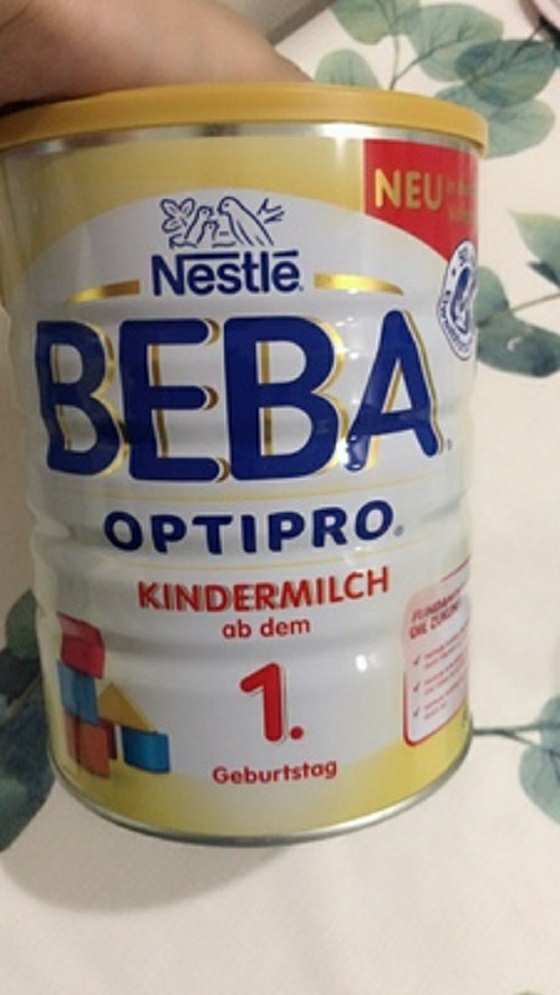 NEU
Nestlé
BEBA
OPTIPRO
KINDERMILCH
ab dem
1.
Geburtstag